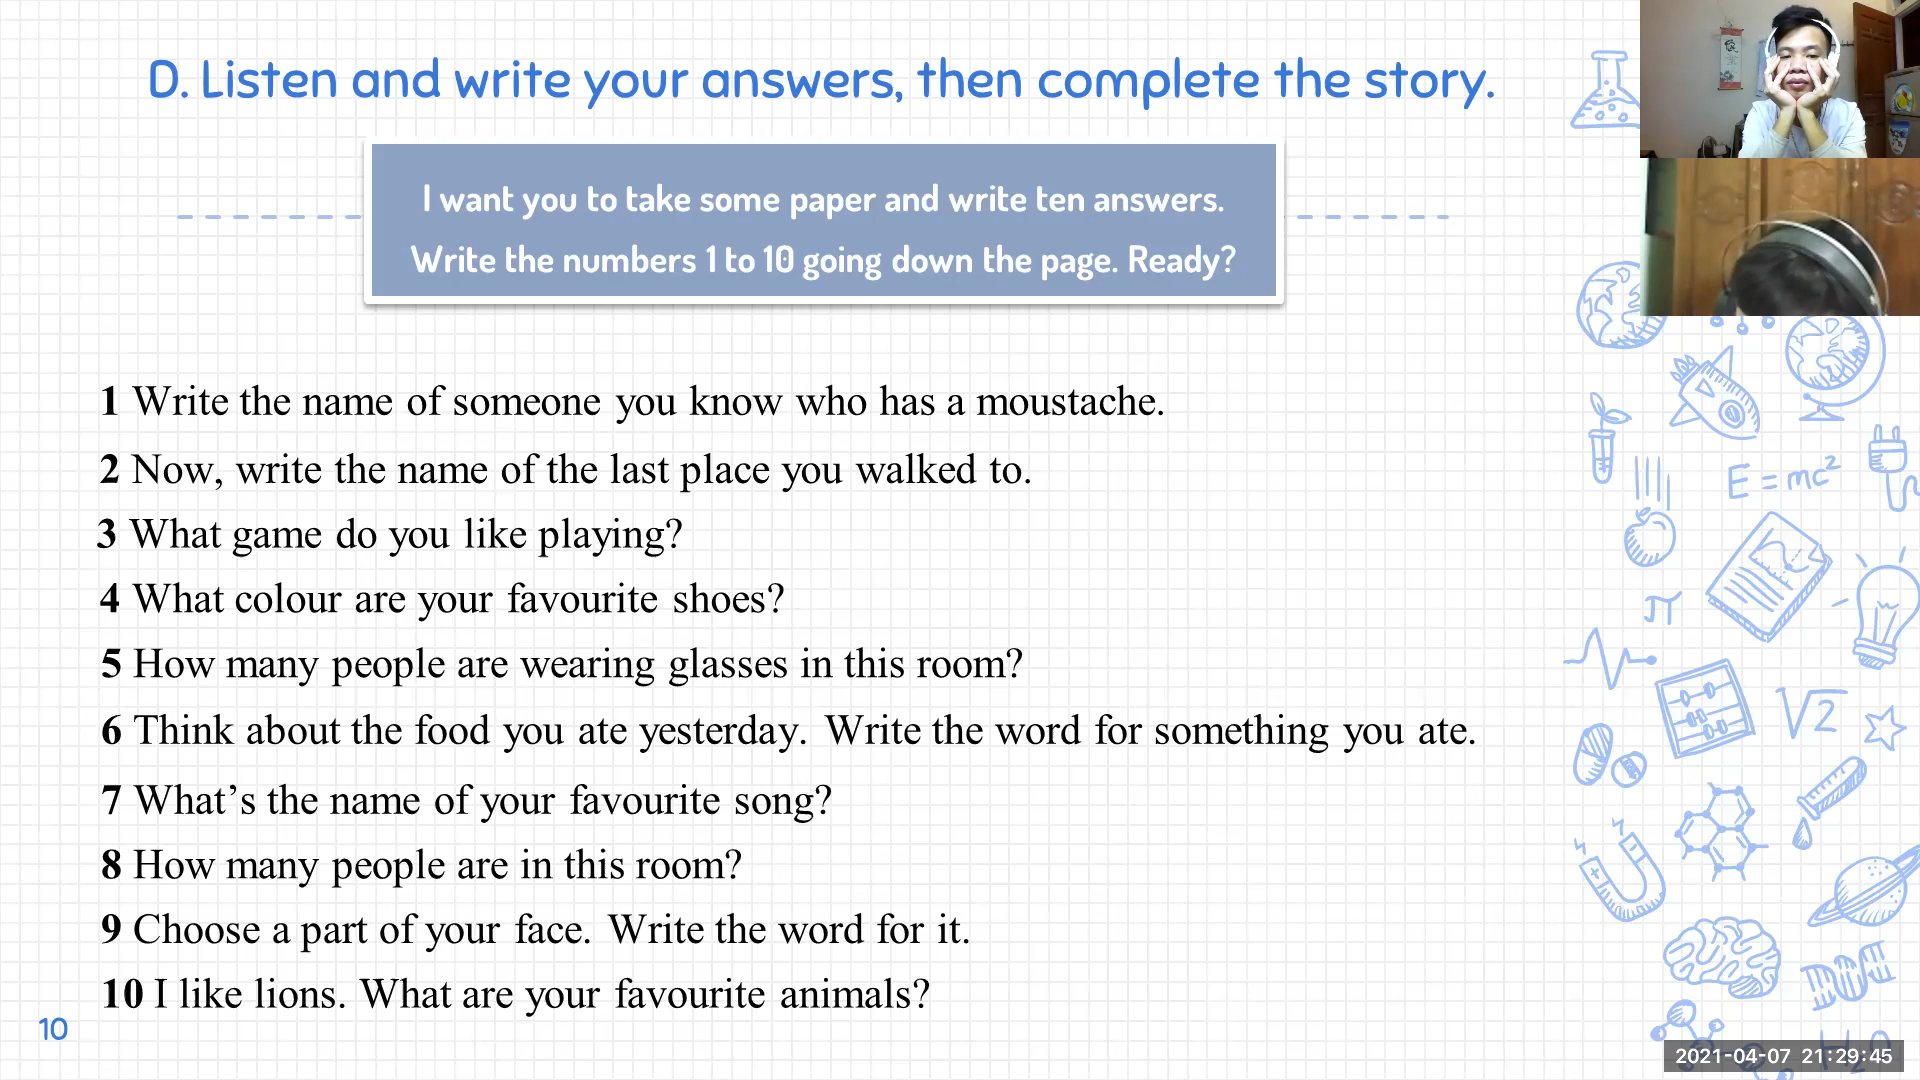 D. Listen and write your answers, then complete the story.
I want you to take some paper and write ten answers.
Write the numbers 1 to 10 going down the page. Ready?
1 Write the name of someone you know who has a moustache.
2 Now, write the name of the last place you walked to.
3 What game do you like playing?
4 What colour are your favourite shoes?
5 How many people are wearing glasses in this room?
6 Think about the food you ate yesterday. Write the word for something you ate.
7 What’s the name of your favourite song?
8 How many people are in this room?
9 Choose a part of your face. Write the word for it.
10 I like lions. What are your favourite animals?
10
E = mc²
π
√2
H₂O
2021-04-07 21:29:45